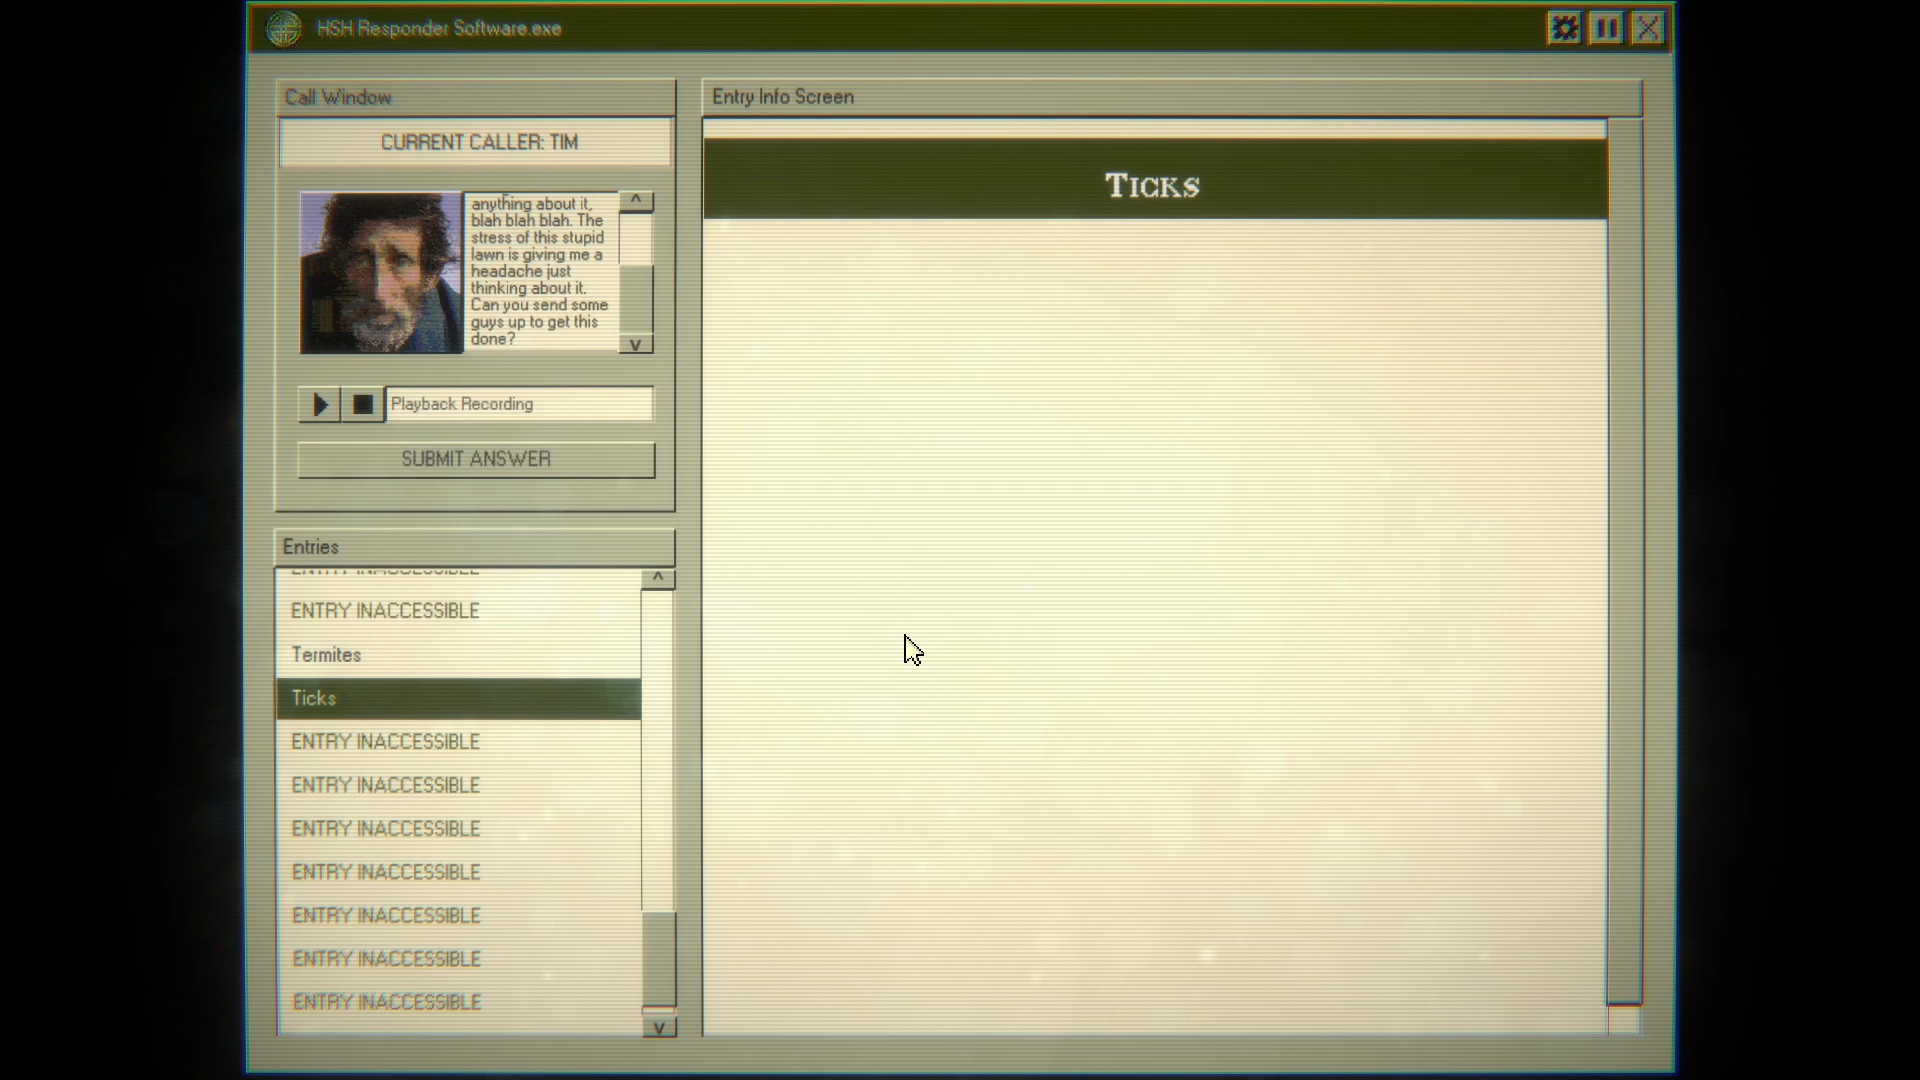 HSH Responder Software.exe
Call Window
CURRENT CALLER: TIM
anything about it,
blah blah blah. The
stress of this stupid
lawn is giving me a
headache just
thinking about it.
Can you send some
guys up to get this
done?
Playback Recording
SUBMIT ANSWER
Entries
ENTRY INACCESSIBLE
ENTRY INACCESSIBLE
Termites
Ticks
ENTRY INACCESSIBLE
ENTRY INACCESSIBLE
ENTRY INACCESSIBLE
ENTRY INACCESSIBLE
ENTRY INACCESSIBLE
ENTRY INACCESSIBLE
ENTRY INACCESSIBLE
Entry Info Screen
TICKS